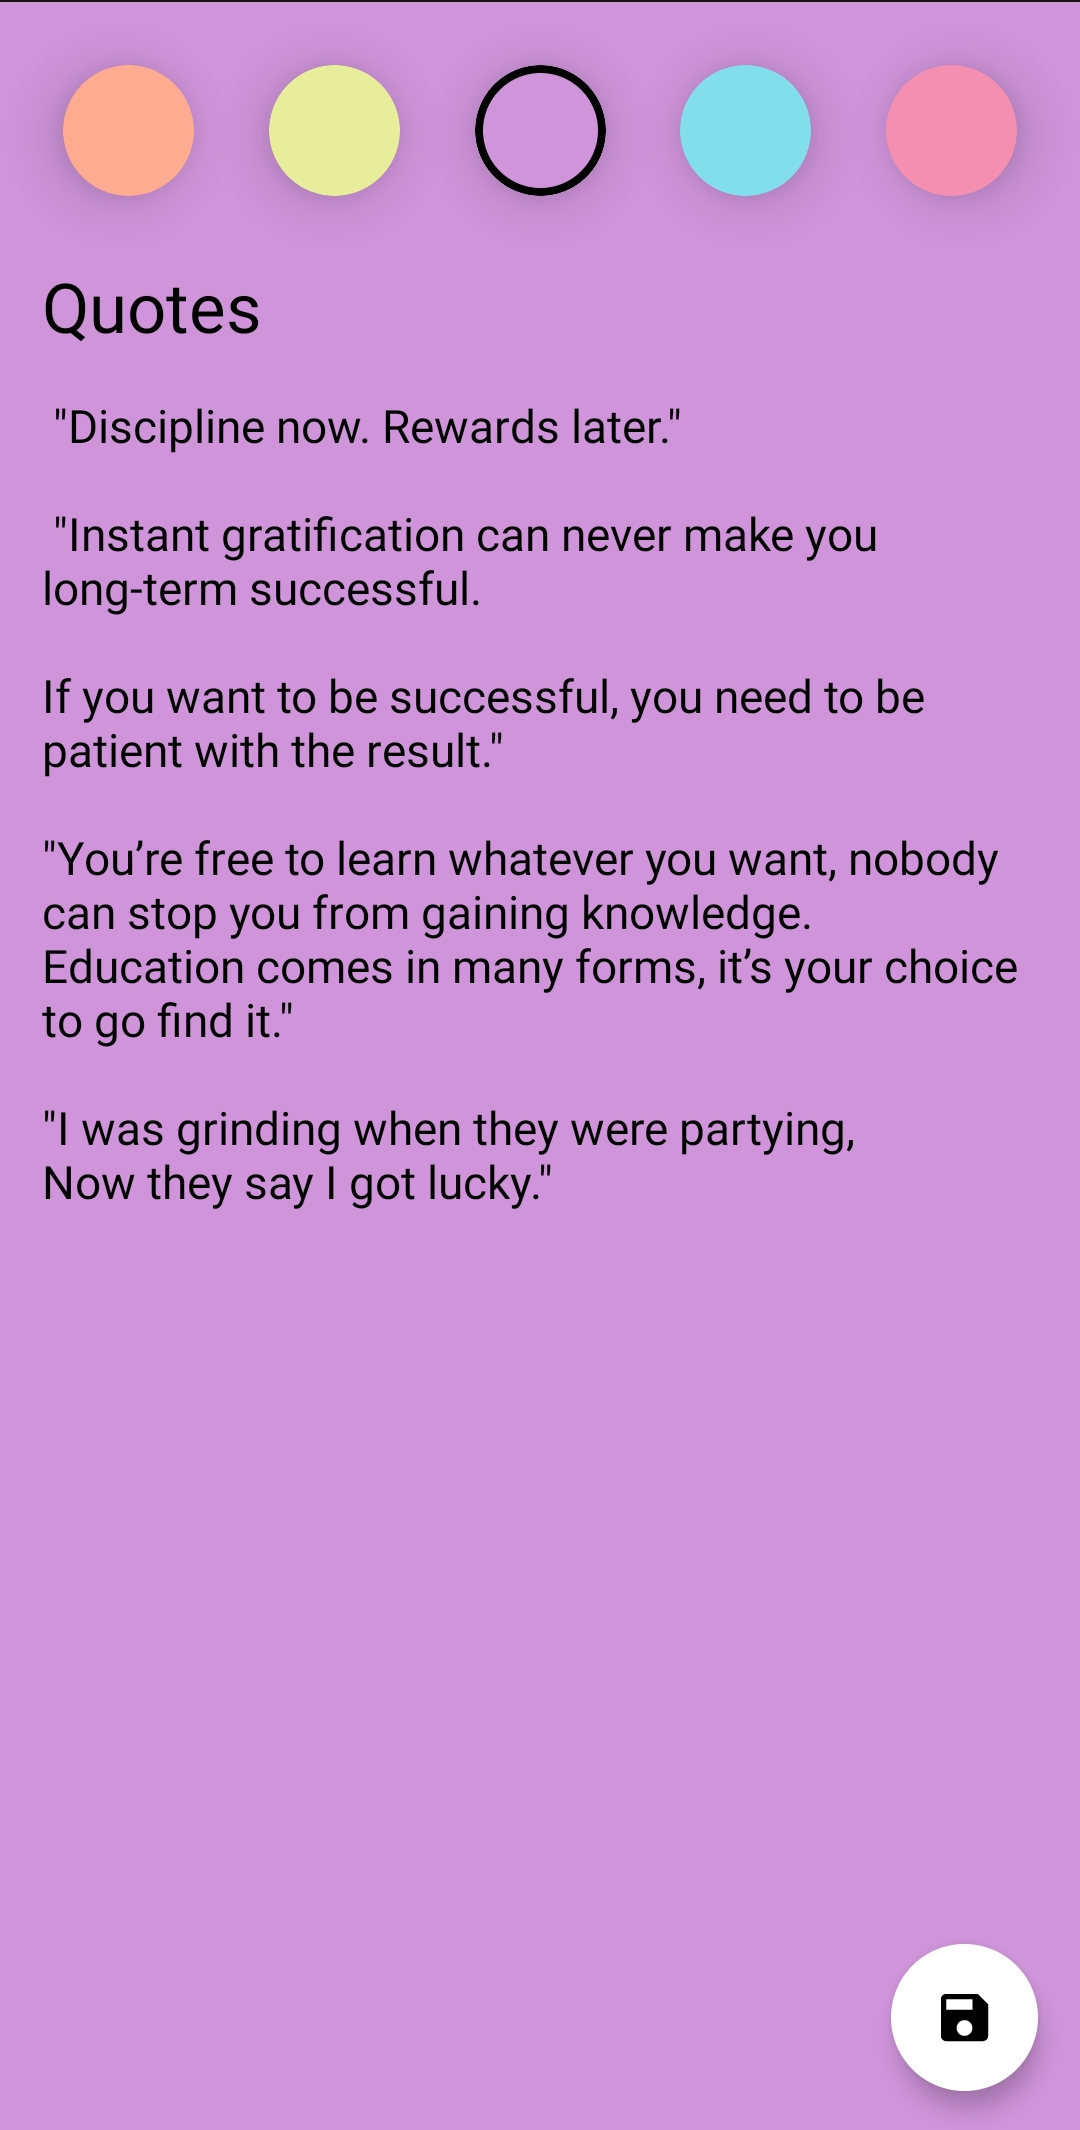 Quotes
"Discipline now. Rewards later."
"Instant gratification can never make you
long-term successful.
If you want to be successful, you need to be
patient with the result."
"You’re free to learn whatever you want, nobody
can stop you from gaining knowledge.
Education comes in many forms, it’s your choice
to go find it."
"I was grinding when they were partying,
Now they say I got lucky."